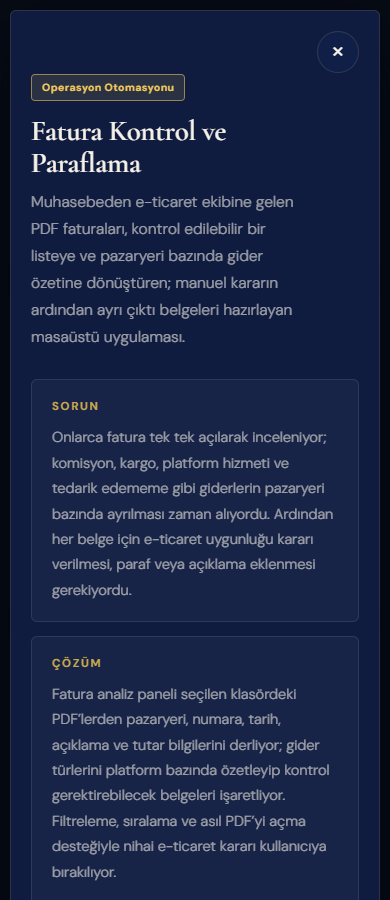 ×
Operasyon Otomasyonu
Fatura Kontrol ve
Paraflama
Muhasebeden e-ticaret ekibine gelen
PDF faturaları, kontrol edilebilir bir
listeye ve pazaryeri bazında gider
özetine dönüştüren; manuel kararın
ardından ayrı çıktı belgeleri hazırlayan
masaüstü uygulaması.
SORUN
Onlarca fatura tek tek açılarak inceleniyor;
komisyon, kargo, platform hizmeti ve
tedarik edememe gibi giderlerin pazaryeri
bazında ayrılması zaman alıyordu. Ardından
her belge için e-ticaret uygunluğu kararı
verilmesi, paraf veya açıklama eklenmesi
gerekiyordu.
ÇÖZÜM
Fatura analiz paneli seçilen klasördeki
PDF'lerden pazaryeri, numara, tarih,
açıklama ve tutar bilgilerini derliyor; gider
türlerini platform bazında özetleyip kontrol
gerektirebilecek belgeleri işaretliyor.
Filtreleme, sıralama ve asıl PDF'yi açma
desteğiyle nihai e-ticaret kararı kullanıcıya
bırakılıyor.